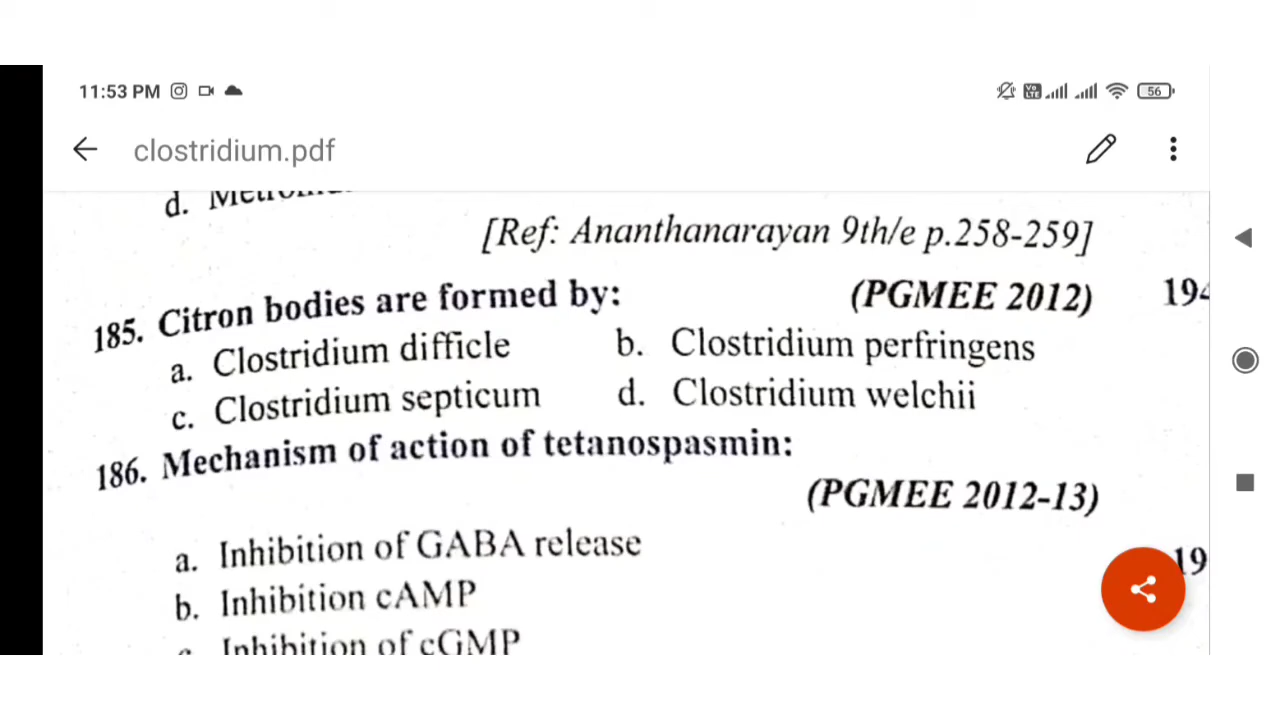 11:53 PM
56
clostridium.pdf
d.
[Ref: Ananthanarayan 9th/e p.258-259]
185. Citron bodies are formed by: (PGMEE 2012) 19
a. Clostridium difficle b. Clostridium perfringens
c. Clostridium septicum d. Clostridium welchii
186. Mechanism of action of tetanospasmin:
(PGMEE 2012-13)
a. Inhibition of GABA release 19
b. Inhibition cAMP
c. Inhibition of cGMP